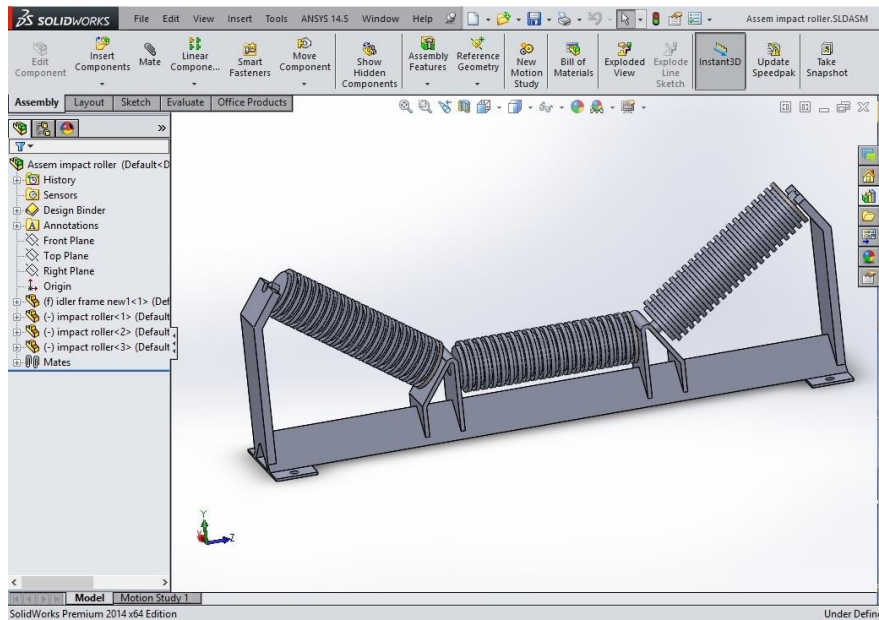 SOLIDWORKS File Edit View Insert Tools ANSYS 14.5 Window Help Assem impact roller.SLDASM
Edit Component
Insert Components
Mate
Linear Compone...
Smart Fasteners
Move Component
Show Hidden Components
Assembly Features
Reference Geometry
New Motion Study
Bill of Materials
Exploded View
Explode Line Sketch
Instant3D
Update Speedpak
Take Snapshot
Assembly Layout Sketch Evaluate Office Products
Assem impact roller (Default<D
History
Sensors
Design Binder
Annotations
Front Plane
Top Plane
Right Plane
Origin
(f) idler frame new1<1> (Def
(-) impact roller<1> (Default
(-) impact roller<2> (Default
(-) impact roller<3> (Default
Mates
Y
Z
Model Motion Study 1
SolidWorks Premium 2014 x64 Edition Under Define